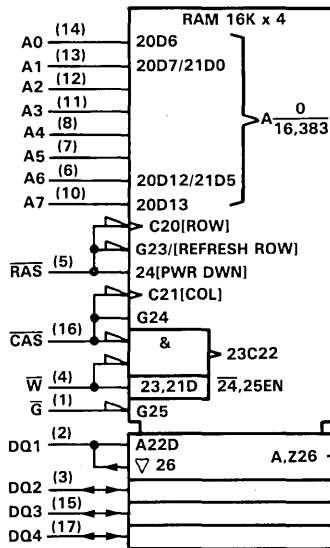 RAM 16K x 4
A0 (14) 20D6
A1 (13) 20D7/21D0
A2 (12)
A3 (11)
A 0/16,383
A4 (8)
A5 (7)
A6 (6) 20D12/21D5
A7 (10) 20D13
C20[ROW]
G23/[REFRESH ROW]
RAS (5) 24[PWR DWN]
C21[COL]
G24
CAS (16) & 23C22
W (4) 23,21D 24,25EN
G (1) G25
DQ1 (2) A22D
▽ 26 A,Z26
DQ2 (3)
DQ3 (15)
DQ4 (17)